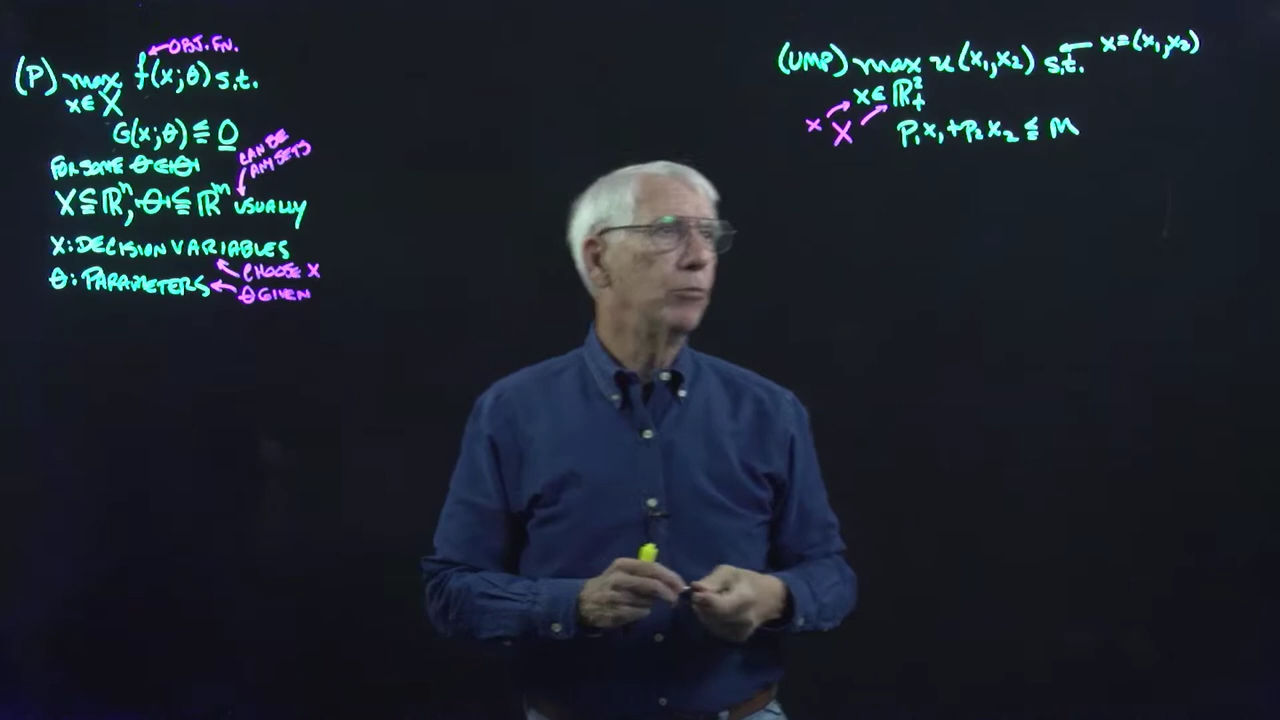 ← OBJ. FN.
(P) max f(x;θ) s.t.
x∈X
G(x;θ) ≦ 0
FOR SOME θ∈Θ
CAN BE
ANY SETS
X⊆ℝⁿ, Θ⊆ℝᵐ USUALLY
X: DECISION VARIABLES
CHOOSE X
θ: PARAMETERS ← θ GIVEN
(UMP) max u(x₁,x₂) s.t. ← x=(x₁,x₂)
x∈ℝ²₊
x X
P₁x₁+P₂x₂ ≦ M